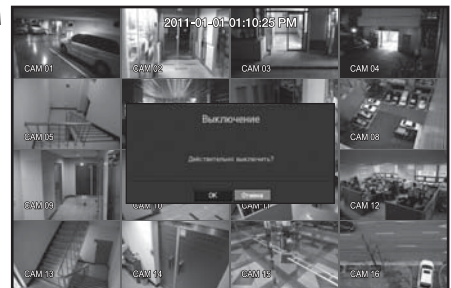 2011-01-01 01:10:25 PM
CAM 01
CAM 02
CAM 03
CAM 04
CAM 05
Выключение
CAM 08
Действительно выключить?
OK Отмена
CAM 09
CAM 10
CAM 11
CAM 12
CAM 13
CAM 14
CAM 15
CAM 16